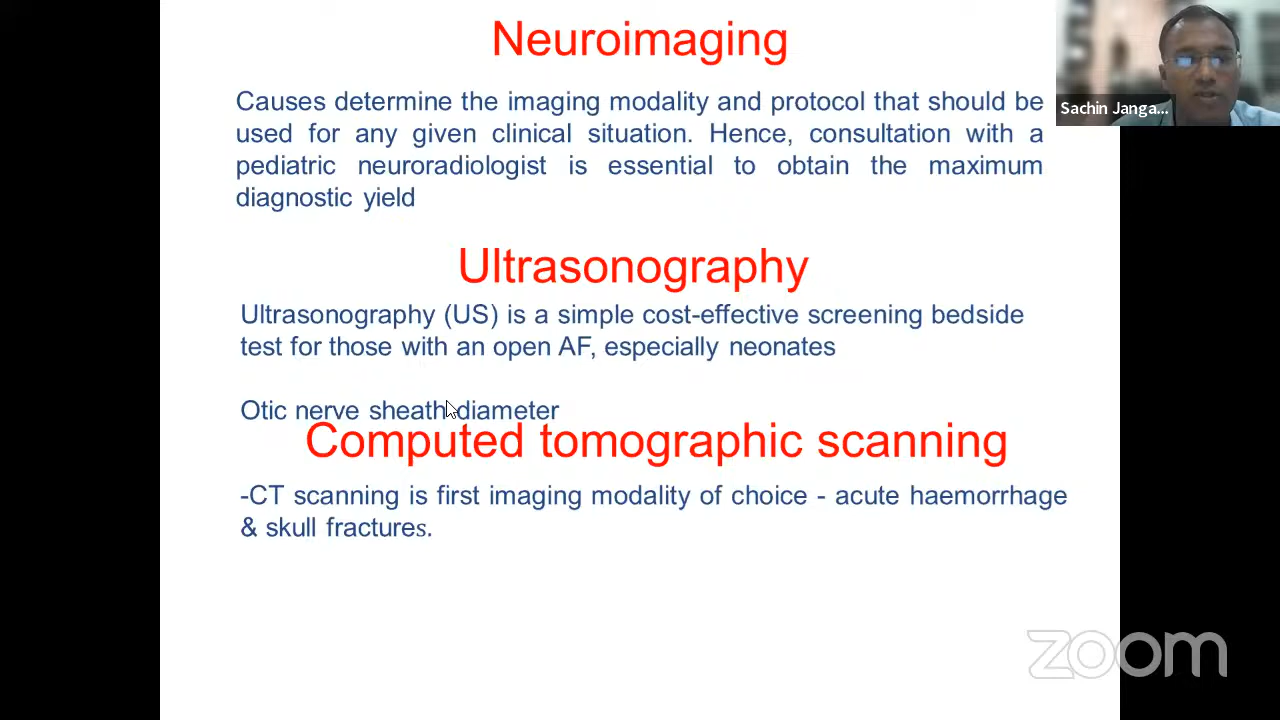 Neuroimaging
Sachin Janga...
Causes determine the imaging modality and protocol that should be
used for any given clinical situation. Hence, consultation with a
pediatric neuroradiologist is essential to obtain the maximum
diagnostic yield
Ultrasonography
Ultrasonography (US) is a simple cost-effective screening bedside
test for those with an open AF, especially neonates
Otic nerve sheath diameter
Computed tomographic scanning
-CT scanning is first imaging modality of choice - acute haemorrhage
& skull fractures.
zoom